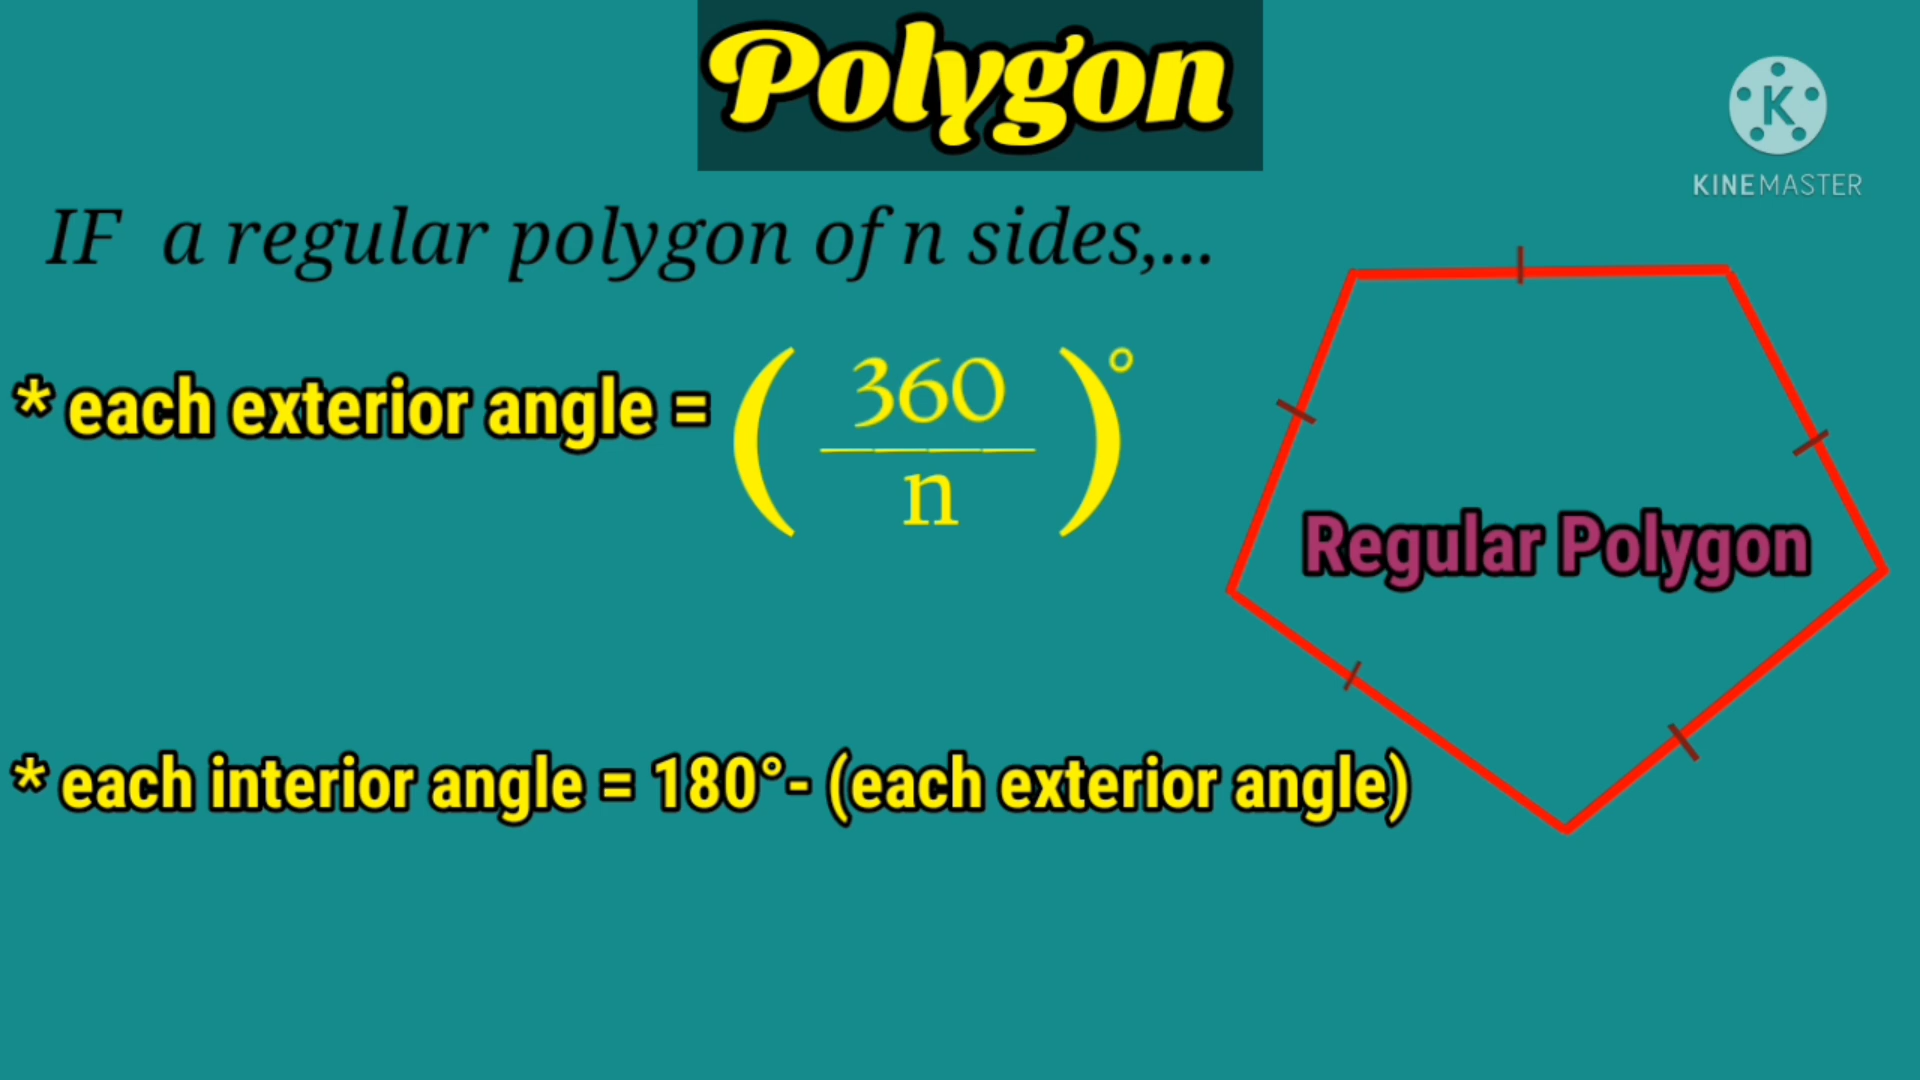 Polygon
K
KINEMASTER
IF a regular polygon of n sides,...
* each exterior angle = ( 360 / n )°
Regular Polygon
* each interior angle = 180°- (each exterior angle)